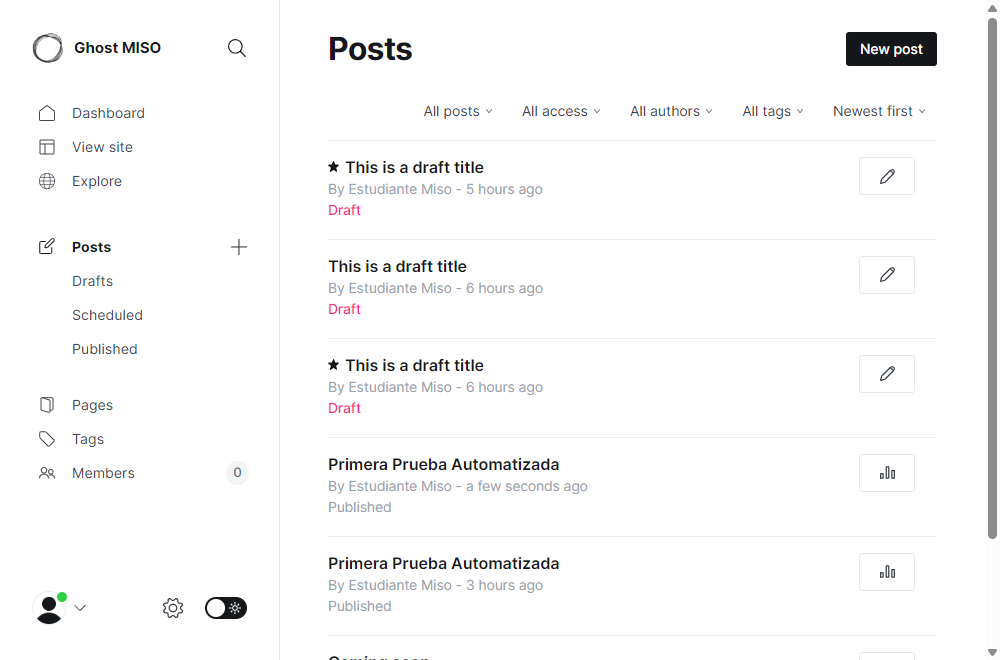 Ghost MISO
Dashboard
View site
Explore
Posts
Drafts
Scheduled
Published
Pages
Tags
Members 0
Posts
New post
All posts All access All authors All tags Newest first
This is a draft title
By Estudiante Miso - 5 hours ago
Draft
This is a draft title
By Estudiante Miso - 6 hours ago
Draft
This is a draft title
By Estudiante Miso - 6 hours ago
Draft
Primera Prueba Automatizada
By Estudiante Miso - a few seconds ago
Published
Primera Prueba Automatizada
By Estudiante Miso - 3 hours ago
Published
Coming soon